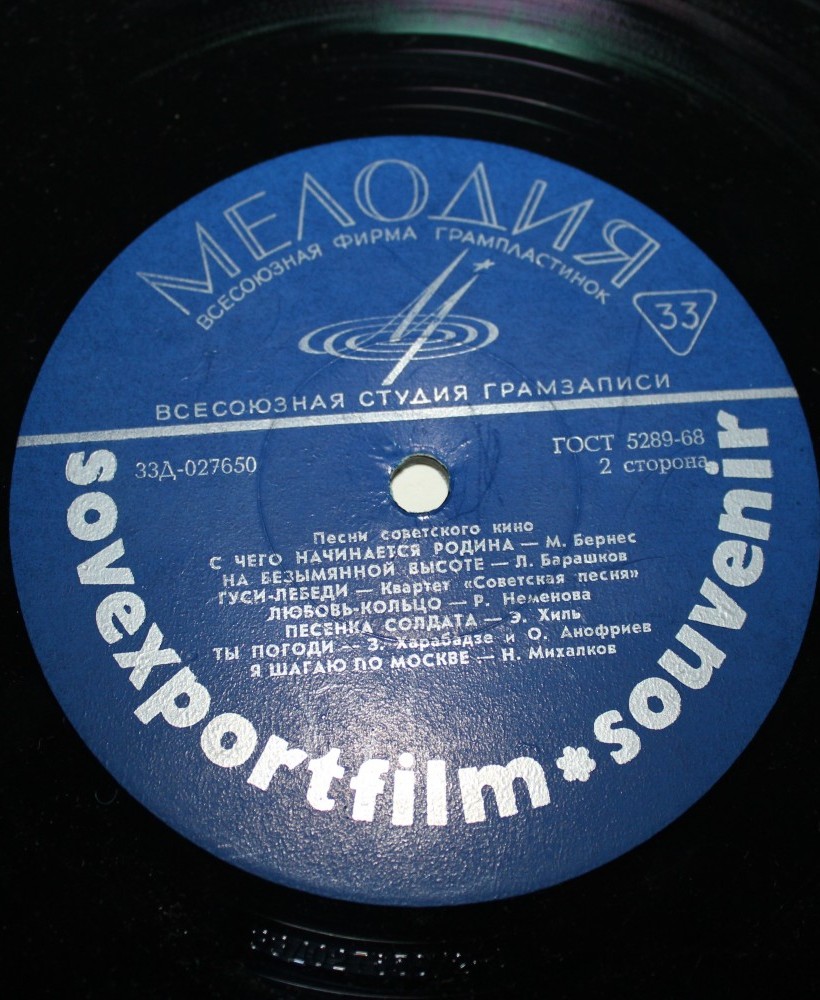 МЕЛОДИЯ
ВСЕСОЮЗНАЯ ФИРМА ГРАМПЛАСТИНОК
33
ВСЕСОЮЗНАЯ СТУДИЯ ГРАМЗАПИСИ
33Д-027650
ГОСТ 5289-68
2 сторона
Песни советского кино
С ЧЕГО НАЧИНАЕТСЯ РОДИНА — М. Бернес
НА БЕЗЫМЯННОЙ ВЫСОТЕ — Л. Барашков
ГУСИ-ЛЕБЕДИ — Квартет «Советская песня»
ЛЮБОВЬ-КОЛЬЦО — Р. Неменова
ПЕСЕНКА СОЛДАТА — Э. Хиль
ТЫ ПОГОДИ — З. Харабадзе и О. Анофриев
Я ШАГАЮ ПО МОСКВЕ — Н. Михалков
sovexportfilm * souvenir